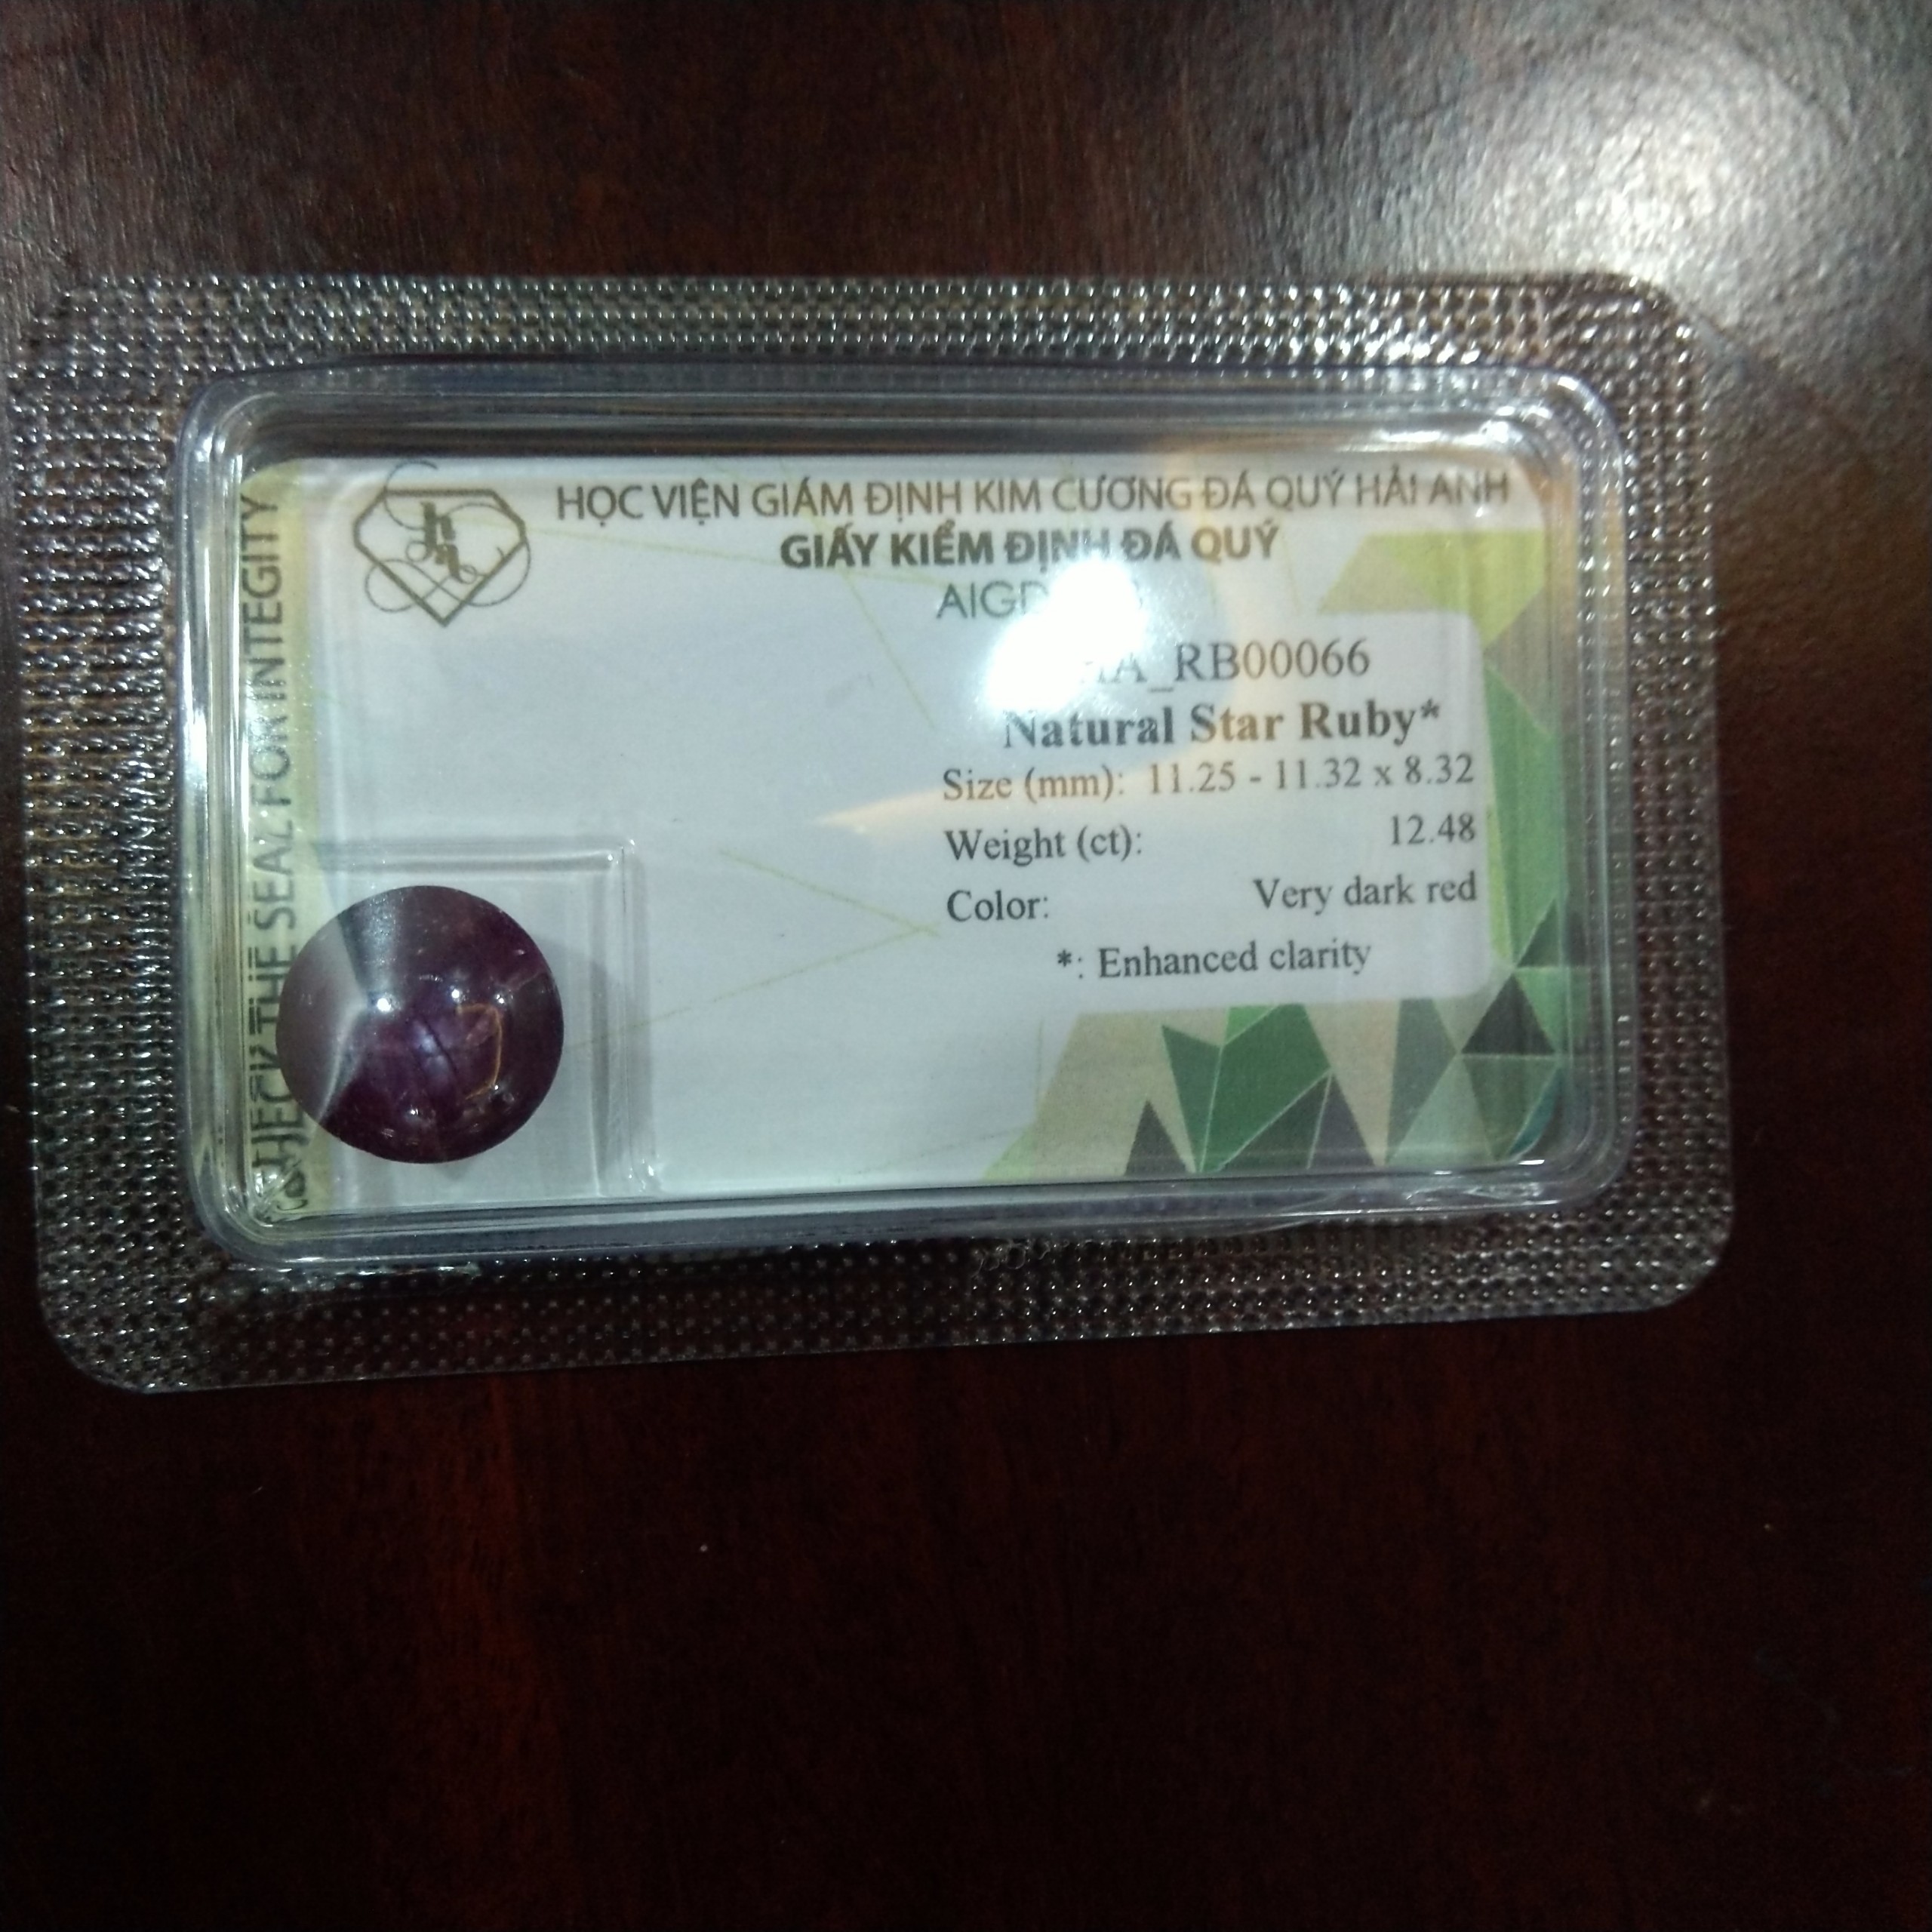 HỌC VIỆN GIÁM ĐỊNH KIM CƯƠNG ĐÁ QUÝ HẢI ANH
GIẤY KIỂM ĐỊNH ĐÁ QUÝ
RB00066
Natural Star Ruby*
Size (mm): 11.25 - 11.32 x 8.32
Weight (ct): 12.48
Color: Very dark red
*: Enhanced clarity
CHECK THE SEAL FOR INTEGITY